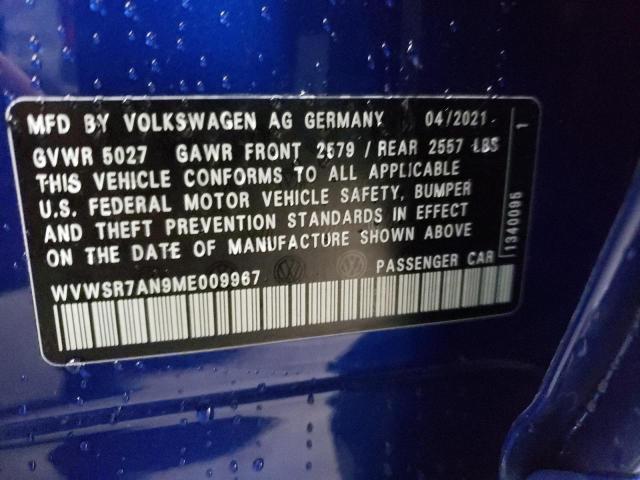 MFD BY VOLKSWAGEN AG GERMANY 04/2021
GVWR 5027 GAWR FRONT 2579 / REAR 2557 LBS
THIS VEHICLE CONFORMS TO ALL APPLICABLE
U.S. FEDERAL MOTOR VEHICLE SAFETY, BUMPER
AND THEFT PREVENTION STANDARDS IN EFFECT
ON THE DATE OF MANUFACTURE SHOWN ABOVE
WVWSR7AN9ME009967 PASSENGER CAR
1340096 1